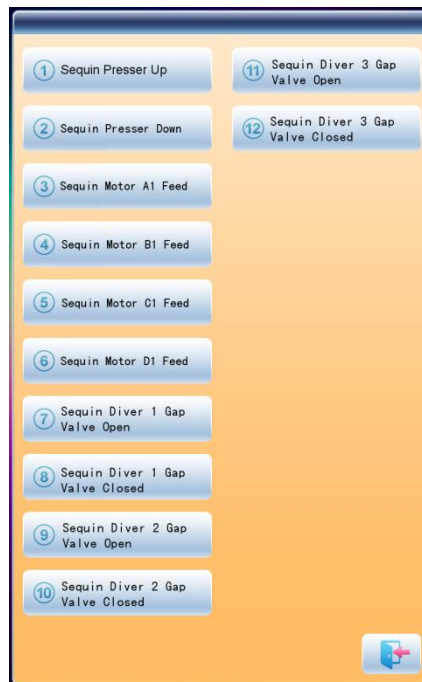 1 Sequin Presser Up
2 Sequin Presser Down
3 Sequin Motor A1 Feed
4 Sequin Motor B1 Feed
5 Sequin Motor C1 Feed
6 Sequin Motor D1 Feed
7 Sequin Diver 1 Gap
Valve Open
8 Sequin Diver 1 Gap
Valve Closed
9 Sequin Diver 2 Gap
Valve Open
10 Sequin Diver 2 Gap
Valve Closed
11 Sequin Diver 3 Gap
Valve Open
12 Sequin Diver 3 Gap
Valve Closed